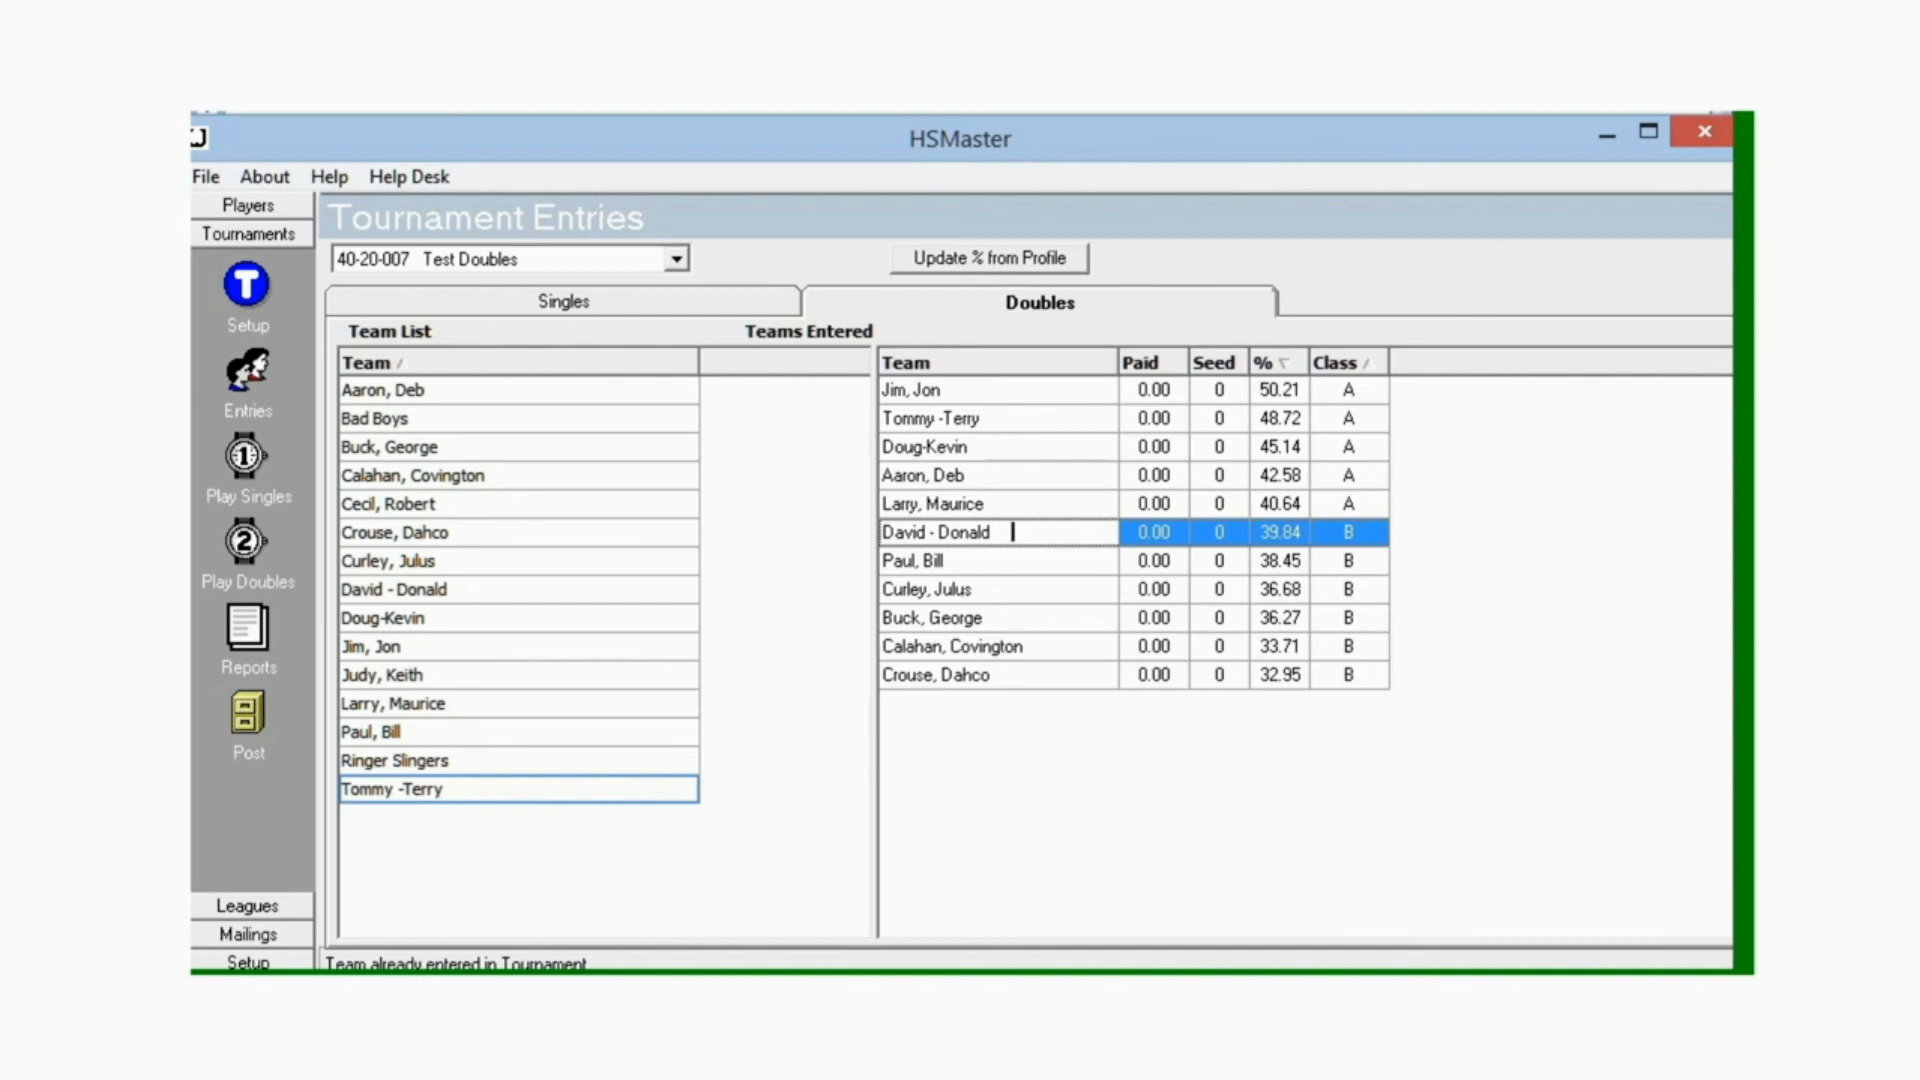 HSMaster
File About Help Help Desk
Players
Tournaments
Setup
Entries
Play Singles
Play Doubles
Reports
Post
Leagues
Mailings
Setup
Tournament Entries
40-20-007 Test Doubles
Update % from Profile
Singles Doubles
Team List Teams Entered
Team
Aaron, Deb
Bad Boys
Buck, George
Calahan, Covington
Cecil, Robert
Crouse, Dahco
Curley, Julus
David - Donald
Doug-Kevin
Jim, Jon
Judy, Keith
Larry, Maurice
Paul, Bill
Ringer Slingers
Tommy -Terry
Team Paid Seed % Class
Jim, Jon 0.00 0 50.21 A
Tommy -Terry 0.00 0 48.72 A
Doug-Kevin 0.00 0 45.14 A
Aaron, Deb 0.00 0 42.58 A
Larry, Maurice 0.00 0 40.64 A
David - Donald 0.00 0 39.84 B
Paul, Bill 0.00 0 38.45 B
Curley, Julus 0.00 0 36.68 B
Buck, George 0.00 0 36.27 B
Calahan, Covington 0.00 0 33.71 B
Crouse, Dahco 0.00 0 32.95 B
Team already entered in Tournament